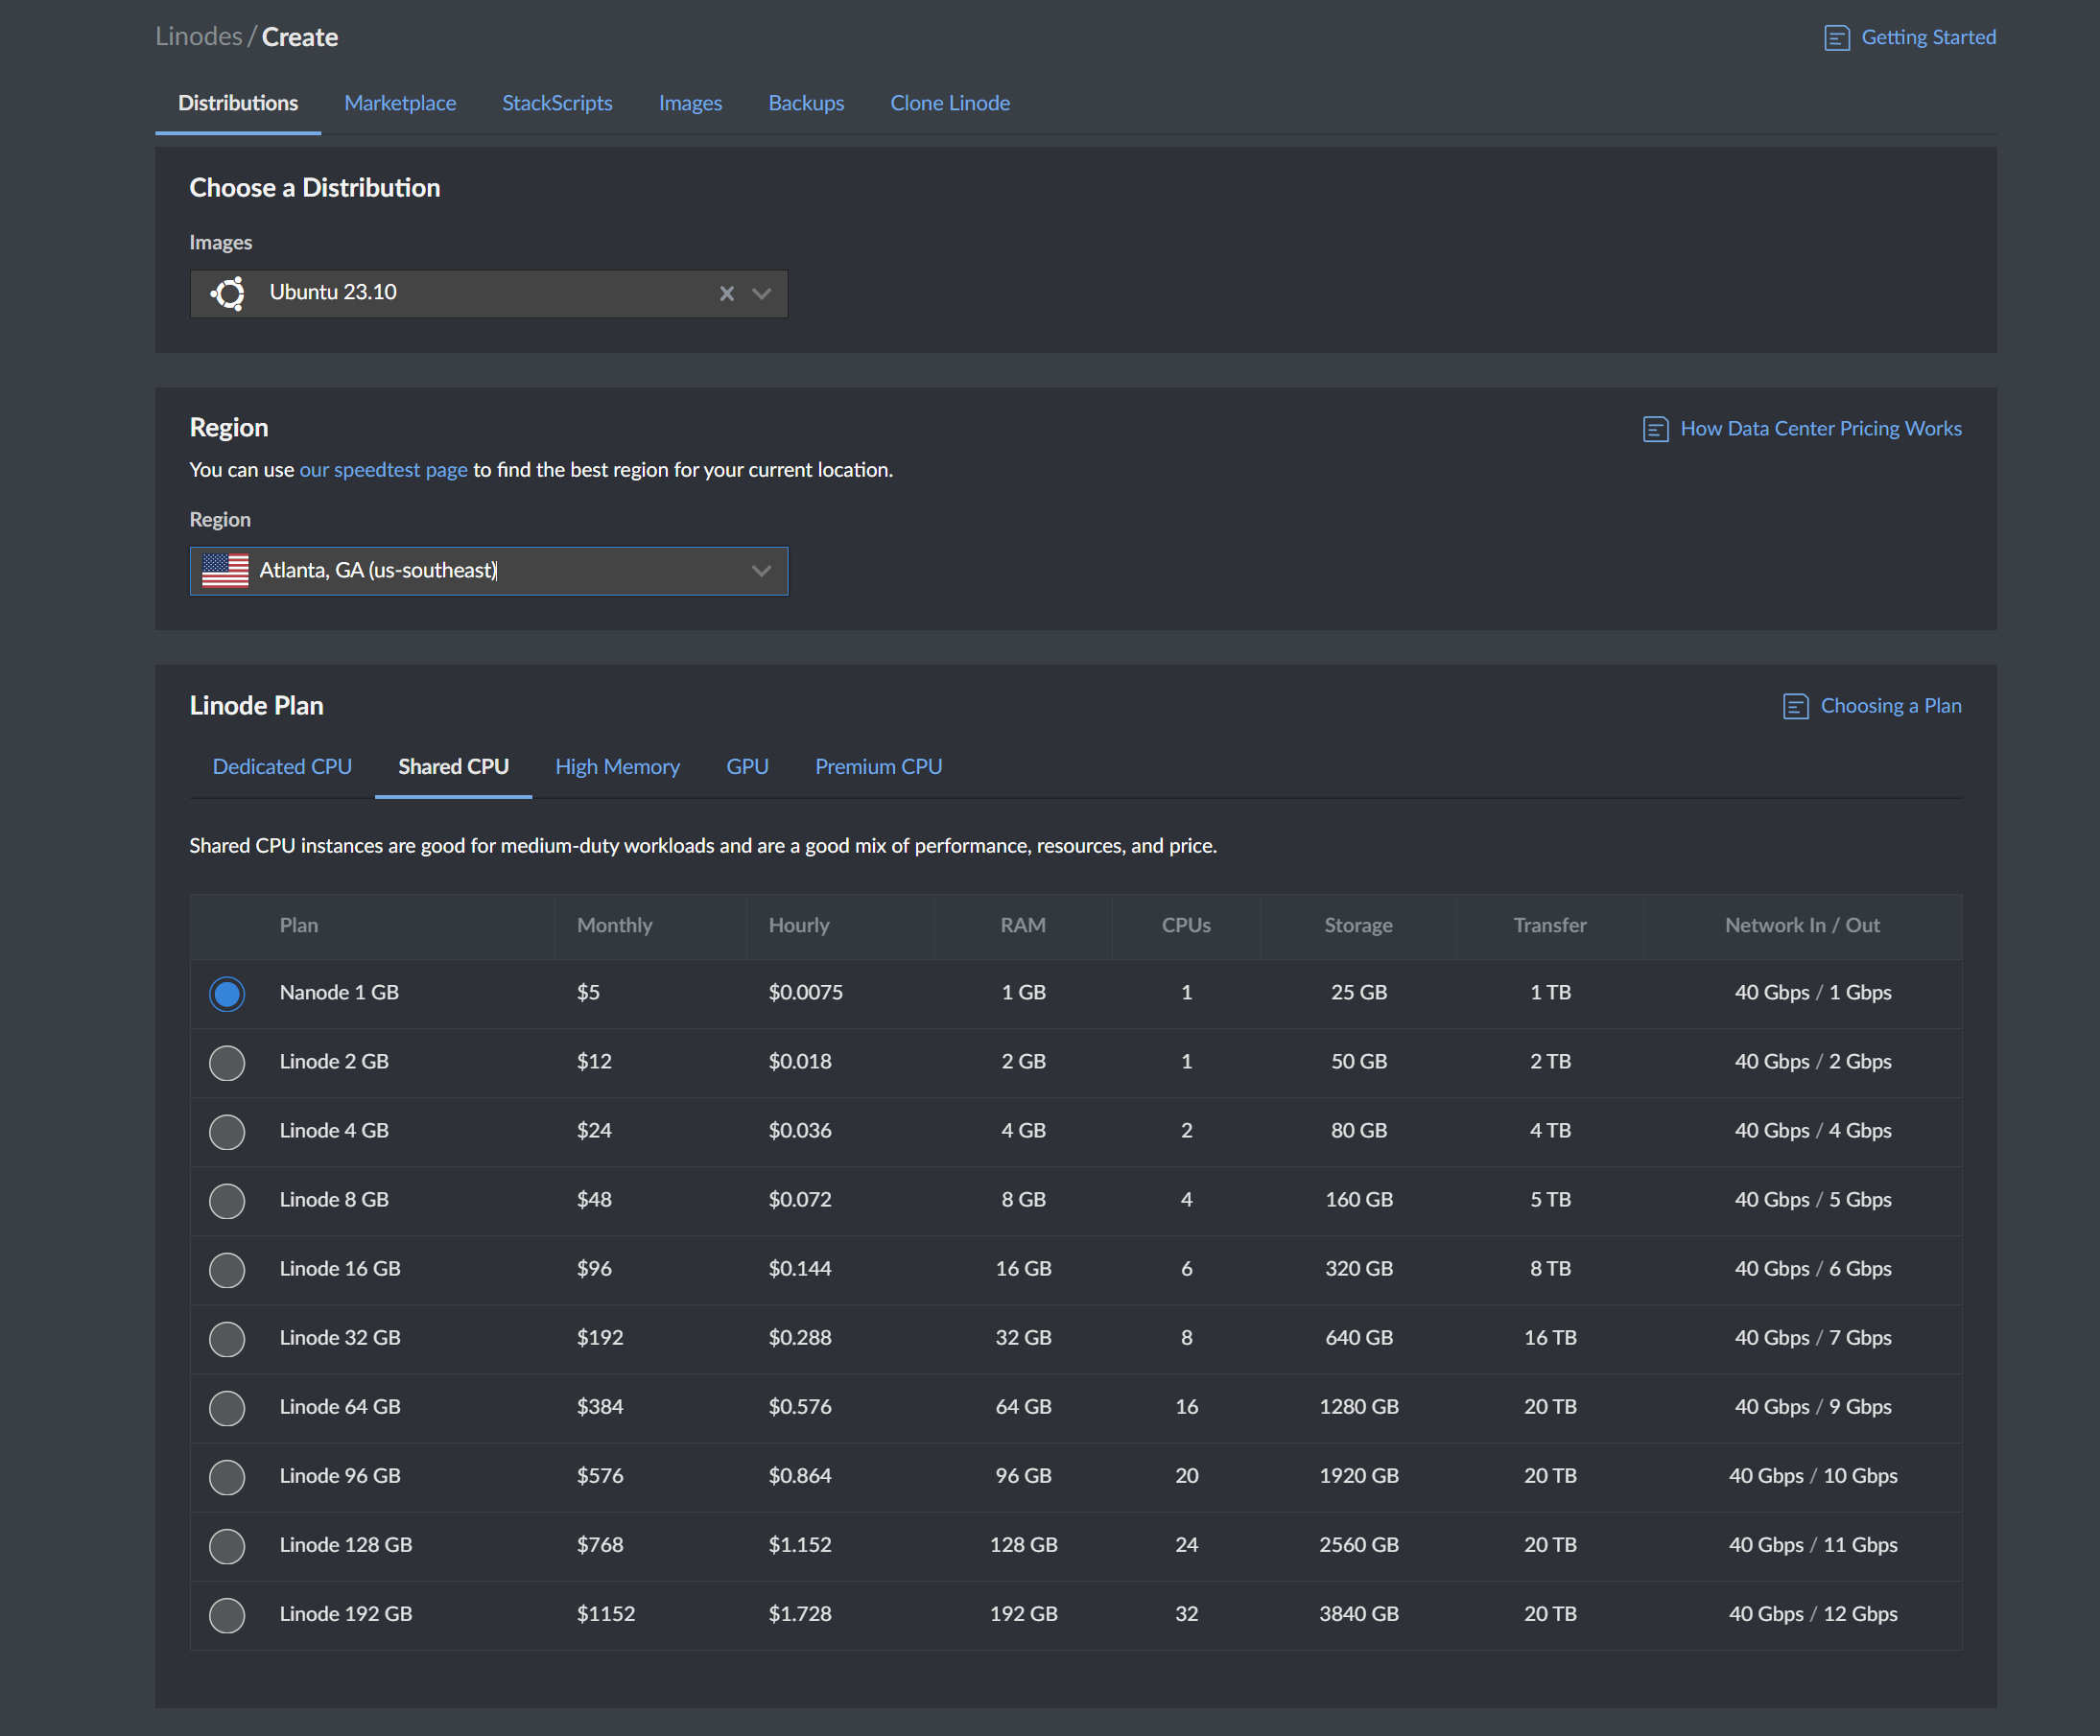 Linodes / Create
Getting Started
Distributions Marketplace StackScripts Images Backups Clone Linode
Choose a Distribution
Images
Ubuntu 23.10
Region
How Data Center Pricing Works
You can use our speedtest page to find the best region for your current location.
Region
Atlanta, GA (us-southeast)
Linode Plan
Choosing a Plan
Dedicated CPU Shared CPU High Memory GPU Premium CPU
Shared CPU instances are good for medium-duty workloads and are a good mix of performance, resources, and price.
Plan Monthly Hourly RAM CPUs Storage Transfer Network In / Out
Nanode 1 GB $5 $0.0075 1 GB 1 25 GB 1 TB 40 Gbps / 1 Gbps
Linode 2 GB $12 $0.018 2 GB 1 50 GB 2 TB 40 Gbps / 2 Gbps
Linode 4 GB $24 $0.036 4 GB 2 80 GB 4 TB 40 Gbps / 4 Gbps
Linode 8 GB $48 $0.072 8 GB 4 160 GB 5 TB 40 Gbps / 5 Gbps
Linode 16 GB $96 $0.144 16 GB 6 320 GB 8 TB 40 Gbps / 6 Gbps
Linode 32 GB $192 $0.288 32 GB 8 640 GB 16 TB 40 Gbps / 7 Gbps
Linode 64 GB $384 $0.576 64 GB 16 1280 GB 20 TB 40 Gbps / 9 Gbps
Linode 96 GB $576 $0.864 96 GB 20 1920 GB 20 TB 40 Gbps / 10 Gbps
Linode 128 GB $768 $1.152 128 GB 24 2560 GB 20 TB 40 Gbps / 11 Gbps
Linode 192 GB $1152 $1.728 192 GB 32 3840 GB 20 TB 40 Gbps / 12 Gbps